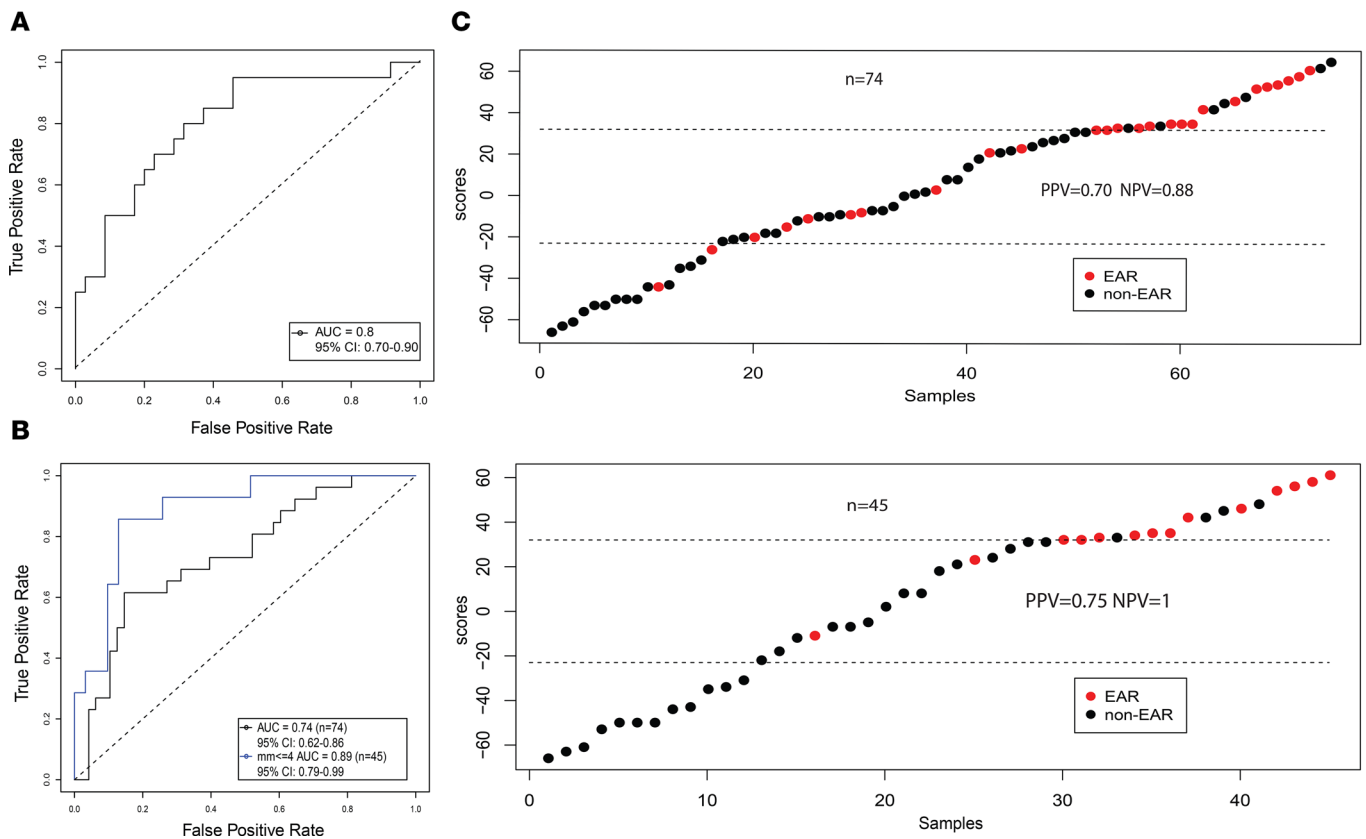 A
True Positive Rate
1.0
0.8
0.6
0.4
0.2
0.0
AUC = 0.8
95% CI: 0.70-0.90
0.0 0.2 0.4 0.6 0.8 1.0
False Positive Rate
B
True Positive Rate
1.0
0.8
0.6
0.4
0.2
0.0
AUC = 0.74 (n=74)
95% CI: 0.62-0.86
mm<=4 AUC = 0.89 (n=45)
95% CI: 0.79-0.99
0.0 0.2 0.4 0.6 0.8 1.0
False Positive Rate
C
scores
60
40
20
0
−20
−40
−60
n=74
PPV=0.70 NPV=0.88
EAR
non-EAR
0 20 40 60
Samples
scores
60
40
20
0
−20
−40
−60
n=45
PPV=0.75 NPV=1
EAR
non-EAR
0 10 20 30 40
Samples